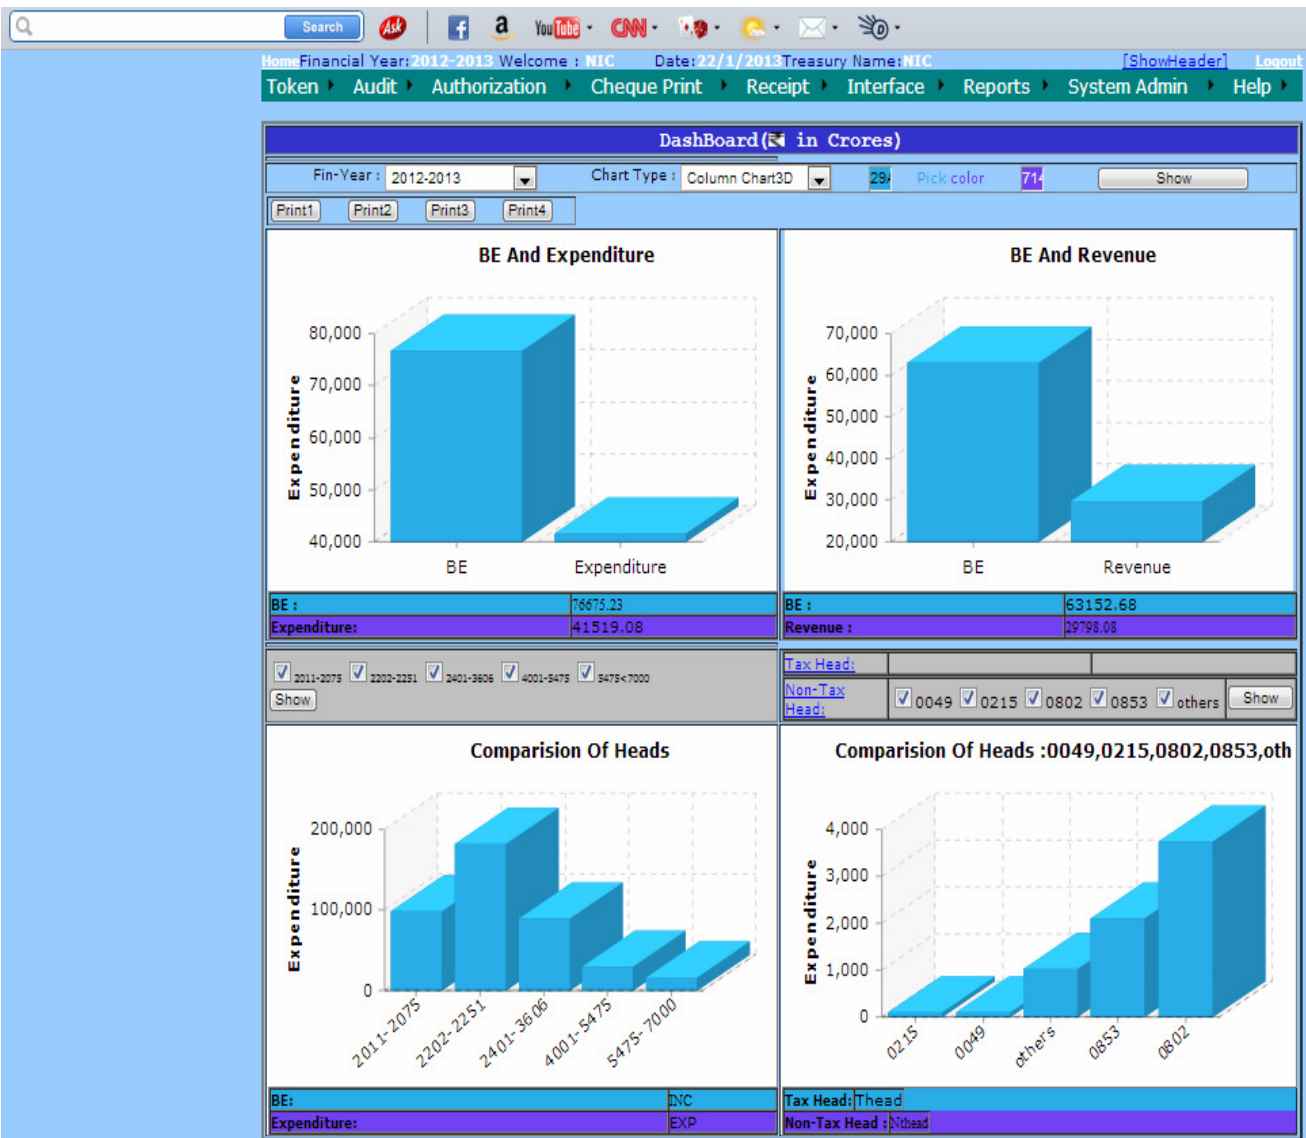 Search Ask f a You Tube CNN
HomeFinancial Year:2012-2013 Welcome : NIC Date:22/1/2013Treasury Name:NIC [ShowHeader] Logout
Token Audit Authorization Cheque Print Receipt Interface Reports System Admin Help
DashBoard(₹ in Crores)
Fin-Year : 2012-2013 Chart Type : Column Chart3D 29A Pick color 714 Show
Print1 Print2 Print3 Print4
BE And Expenditure
80,000
70,000
60,000
50,000
40,000
Expenditure
BE Expenditure
BE : 76675.23
Expenditure: 41519.08
BE And Revenue
70,000
60,000
50,000
40,000
30,000
20,000
Expenditure
BE Revenue
BE : 63152.68
Revenue : 29798.08
2011-2075 2202-2251 2401-3606 4001-5475 5475<7000
Show
Tax Head:
Non-Tax
Head:
0049 0215 0802 0853 others Show
Comparision Of Heads
200,000
100,000
0
Expenditure
2011-2075 2202-2251 2401-3606 4001-5475 5475-7000
BE: INC
Expenditure: EXP
Comparision Of Heads :0049,0215,0802,0853,oth
4,000
3,000
2,000
1,000
0
Expenditure
0215 0049 others 0853 0802
Tax Head: Thead
Non-Tax Head : Nthead